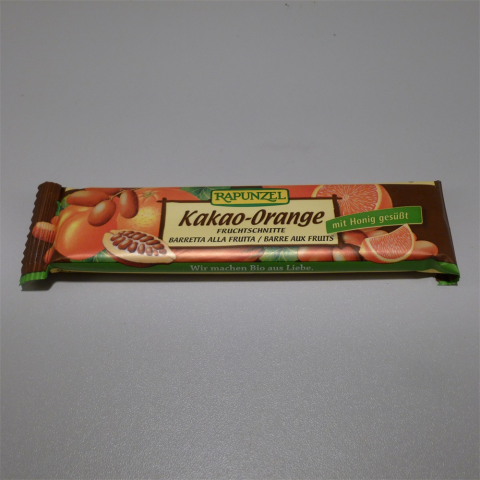 RAPUNZEL
Kakao-Orange
FRUCHTSCHNITTE
BARRETTA ALLA FRUTTA / BARRE AUX FRUITS
mit Honig gesüßt
Wir machen Bio aus Liebe.